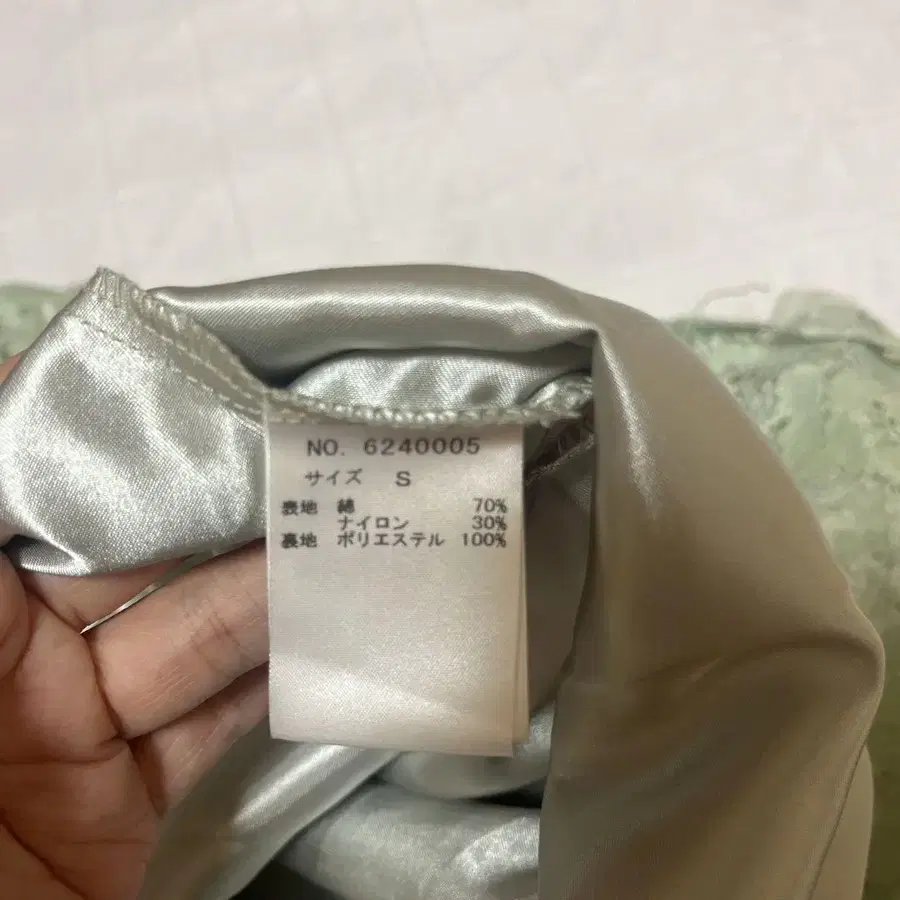 NO. 6240005
サイズ S
表地 綿 70%
ナイロン 30%
裏地 ポリエステル 100%